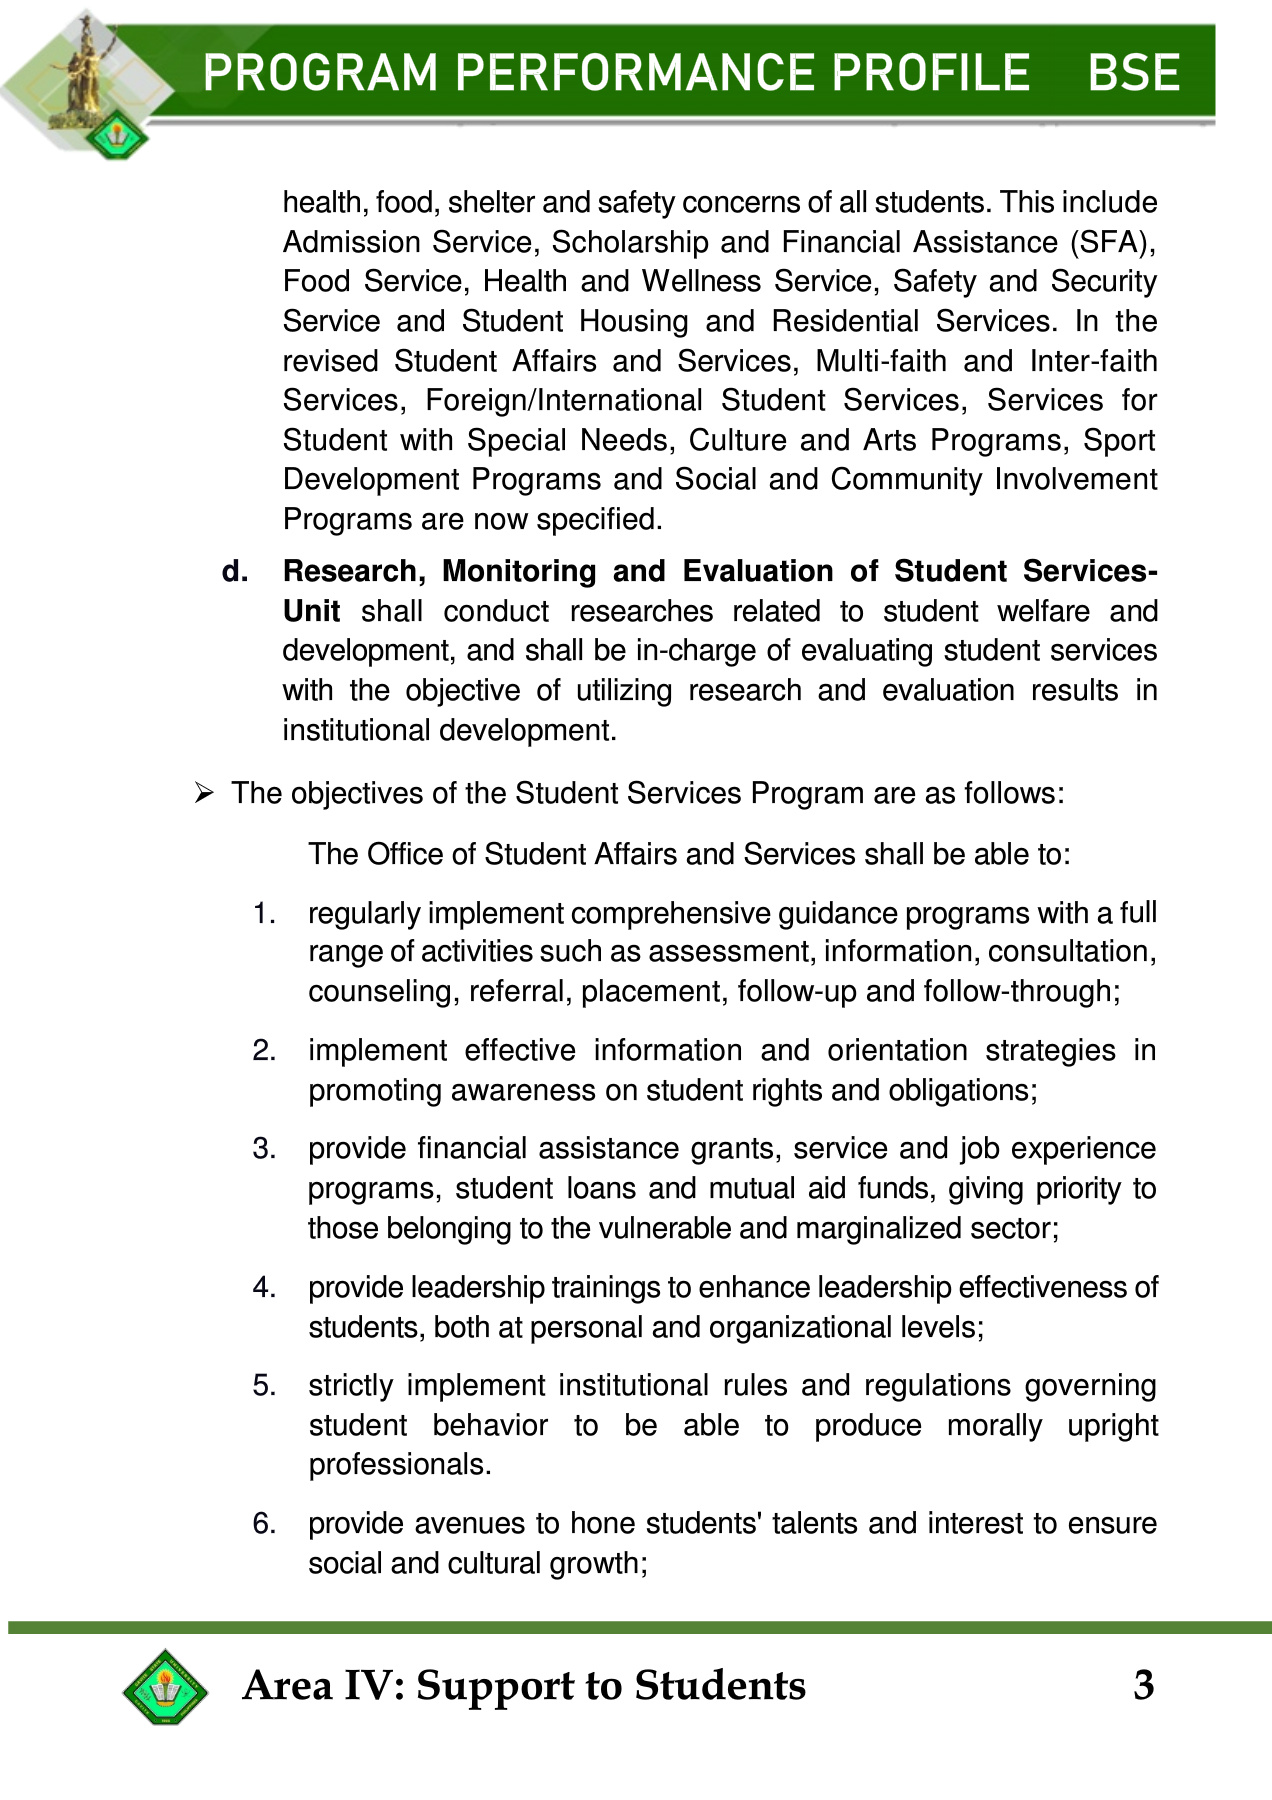 PROGRAM PERFORMANCE PROFILE BSE
health, food, shelter and safety concerns of all students. This include
Admission Service, Scholarship and Financial Assistance (SFA),
Food Service, Health and Wellness Service, Safety and Security
Service and Student Housing and Residential Services. In the
revised Student Affairs and Services, Multi-faith and Inter-faith
Services, Foreign/International Student Services, Services for
Student with Special Needs, Culture and Arts Programs, Sport
Development Programs and Social and Community Involvement
Programs are now specified.
d. Research, Monitoring and Evaluation of Student Services-
Unit shall conduct researches related to student welfare and
development, and shall be in-charge of evaluating student services
with the objective of utilizing research and evaluation results in
institutional development.
➢ The objectives of the Student Services Program are as follows:
The Office of Student Affairs and Services shall be able to:
1. regularly implement comprehensive guidance programs with a full
range of activities such as assessment, information, consultation,
counseling, referral, placement, follow-up and follow-through;
2. implement effective information and orientation strategies in
promoting awareness on student rights and obligations;
3. provide financial assistance grants, service and job experience
programs, student loans and mutual aid funds, giving priority to
those belonging to the vulnerable and marginalized sector;
4. provide leadership trainings to enhance leadership effectiveness of
students, both at personal and organizational levels;
5. strictly implement institutional rules and regulations governing
student behavior to be able to produce morally upright
professionals.
6. provide avenues to hone students' talents and interest to ensure
social and cultural growth;
Area IV: Support to Students 3